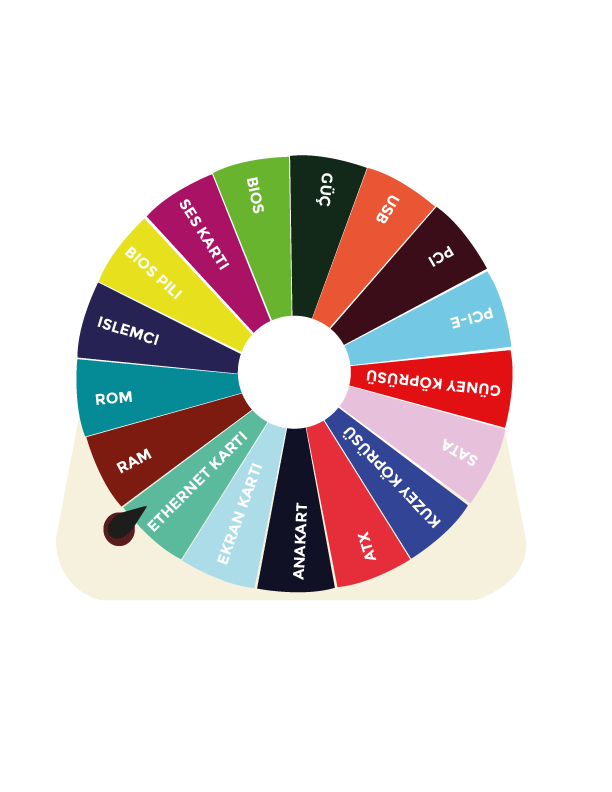 GÜÇ
USB
PCI
PCI-E
GÜNEY KÖPRÜSÜ
SATA
KUZEY KÖPRÜSÜ
ATX
ANAKART
EKRAN KARTI
ETHERNET KARTI
RAM
ROM
ISLEMCI
BIOS PILI
SES KARTI
BIOS